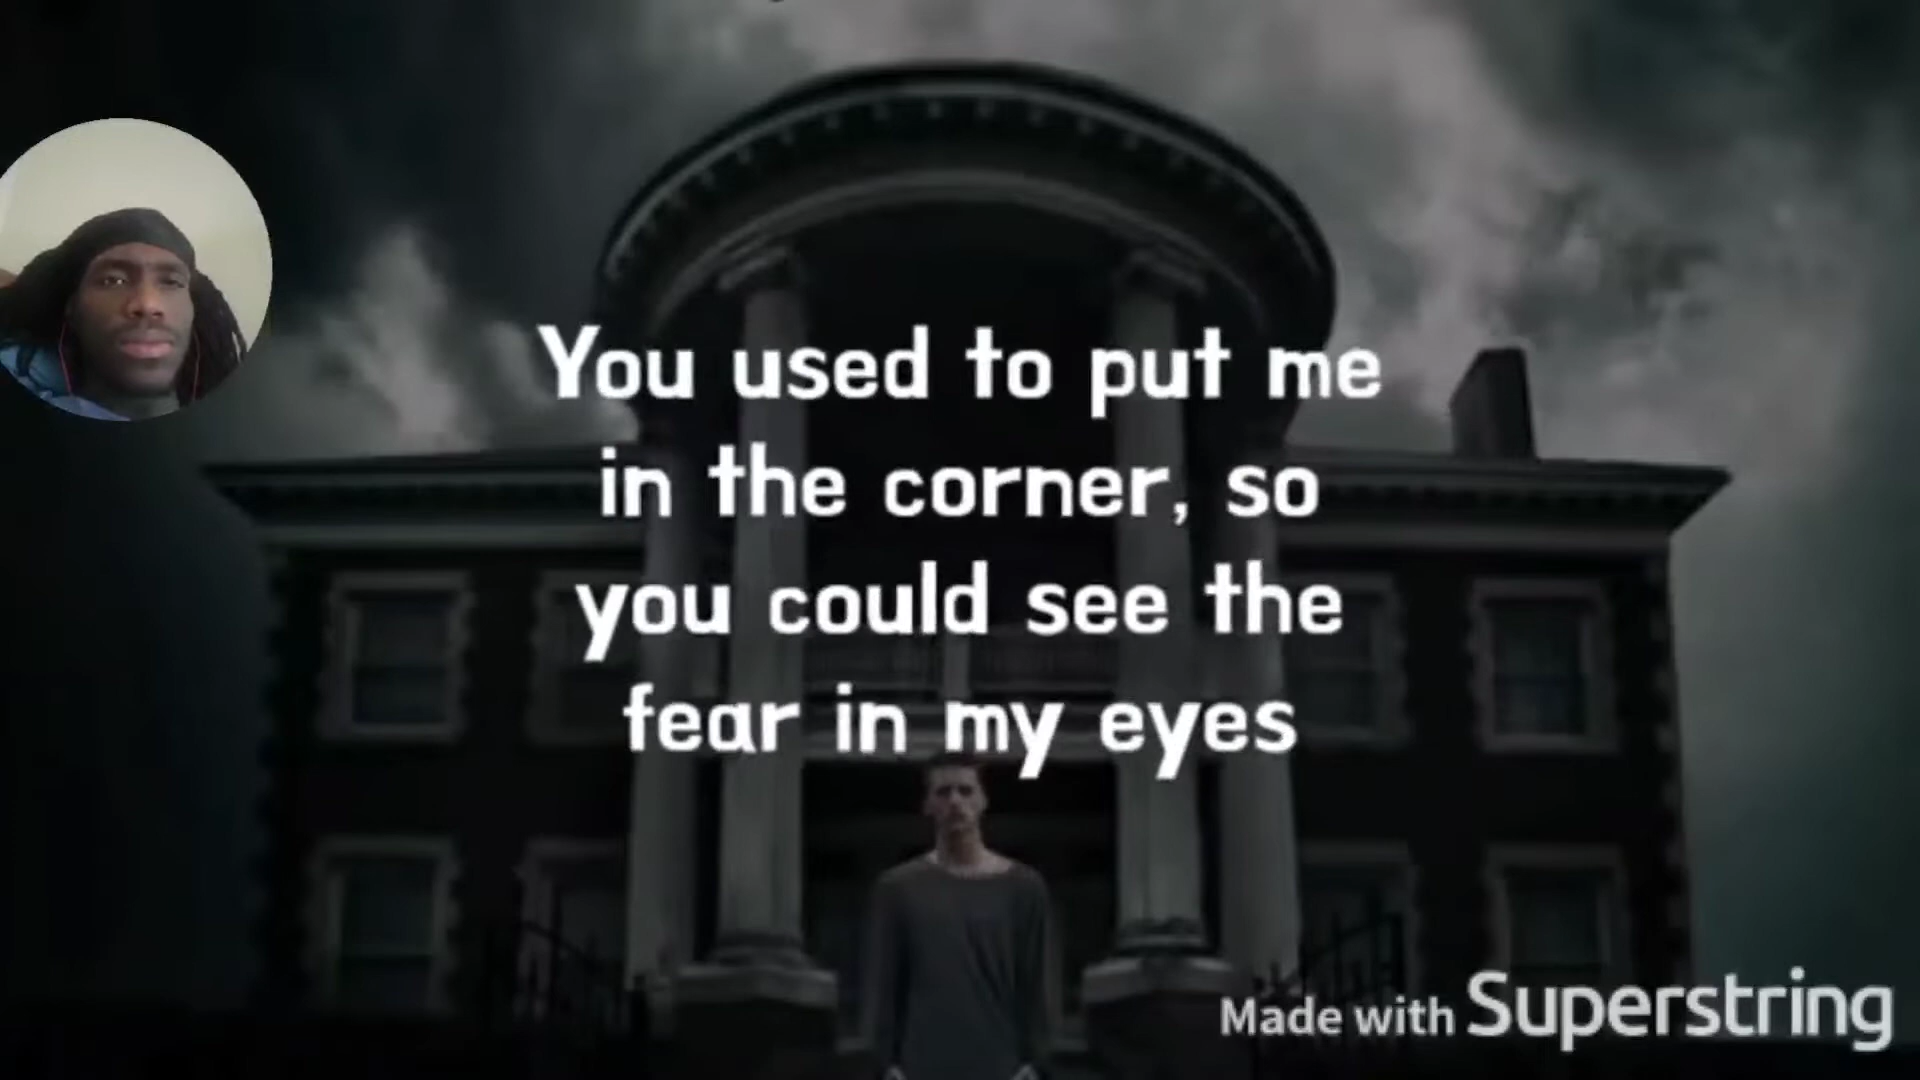 You used to put me
in the corner, so
you could see the
fear in my eyes
Made with Superstring